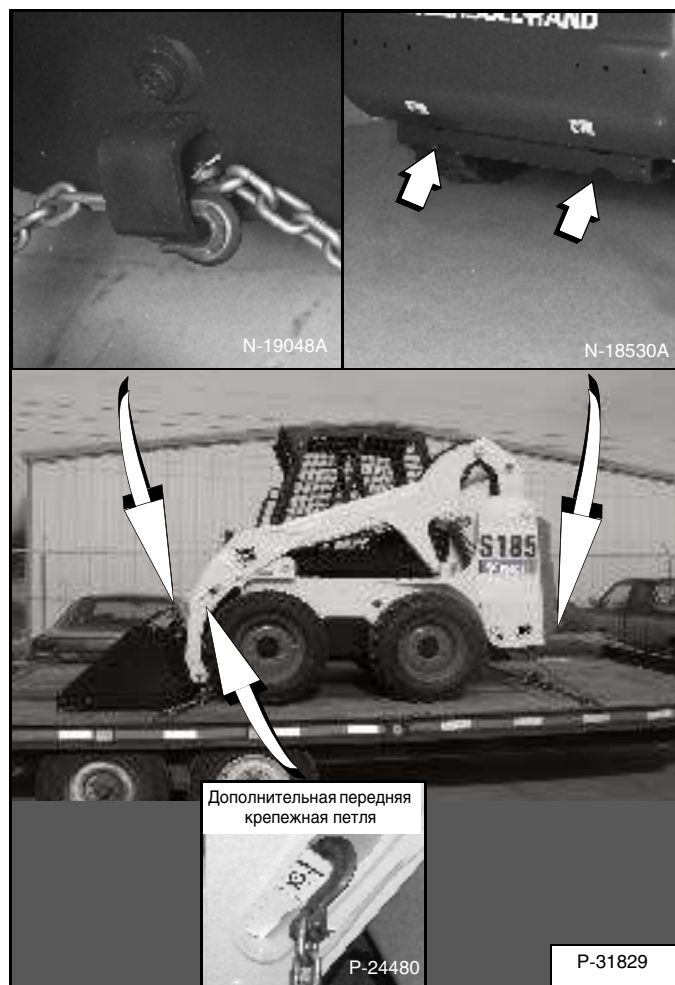 N-19048A
N-18530A
S185
Дополнительная передняя
крепежная петля
P-24480
P-31829